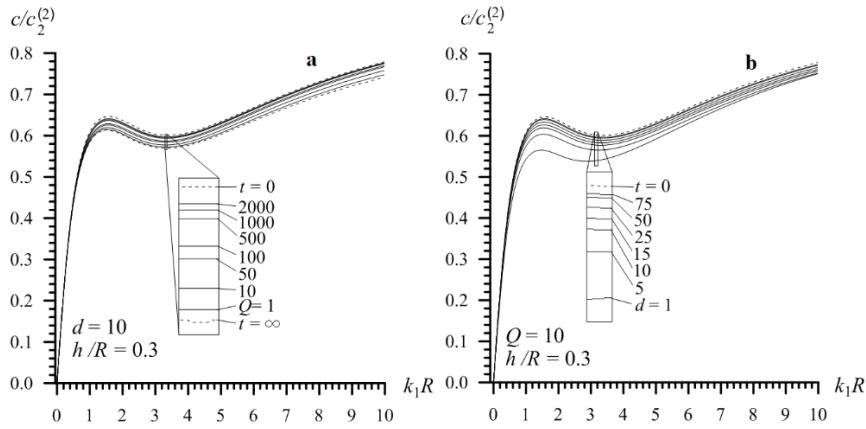 c/c₂⁽²⁾
a
0.8
0.7
0.6
0.5
0.4
0.3
0.2
0.1
0.0
t = 0
2000
1000
500
100
50
10
Q= 1
t = ∞
d = 10
h /R = 0.3
k₁R
0 1 2 3 4 5 6 7 8 9 10
c/c₂⁽²⁾
b
0.8
0.7
0.6
0.5
0.4
0.3
0.2
0.1
0.0
t = 0
75
50
25
15
10
5
d = 1
Q = 10
h /R = 0.3
k₁R
0 1 2 3 4 5 6 7 8 9 10